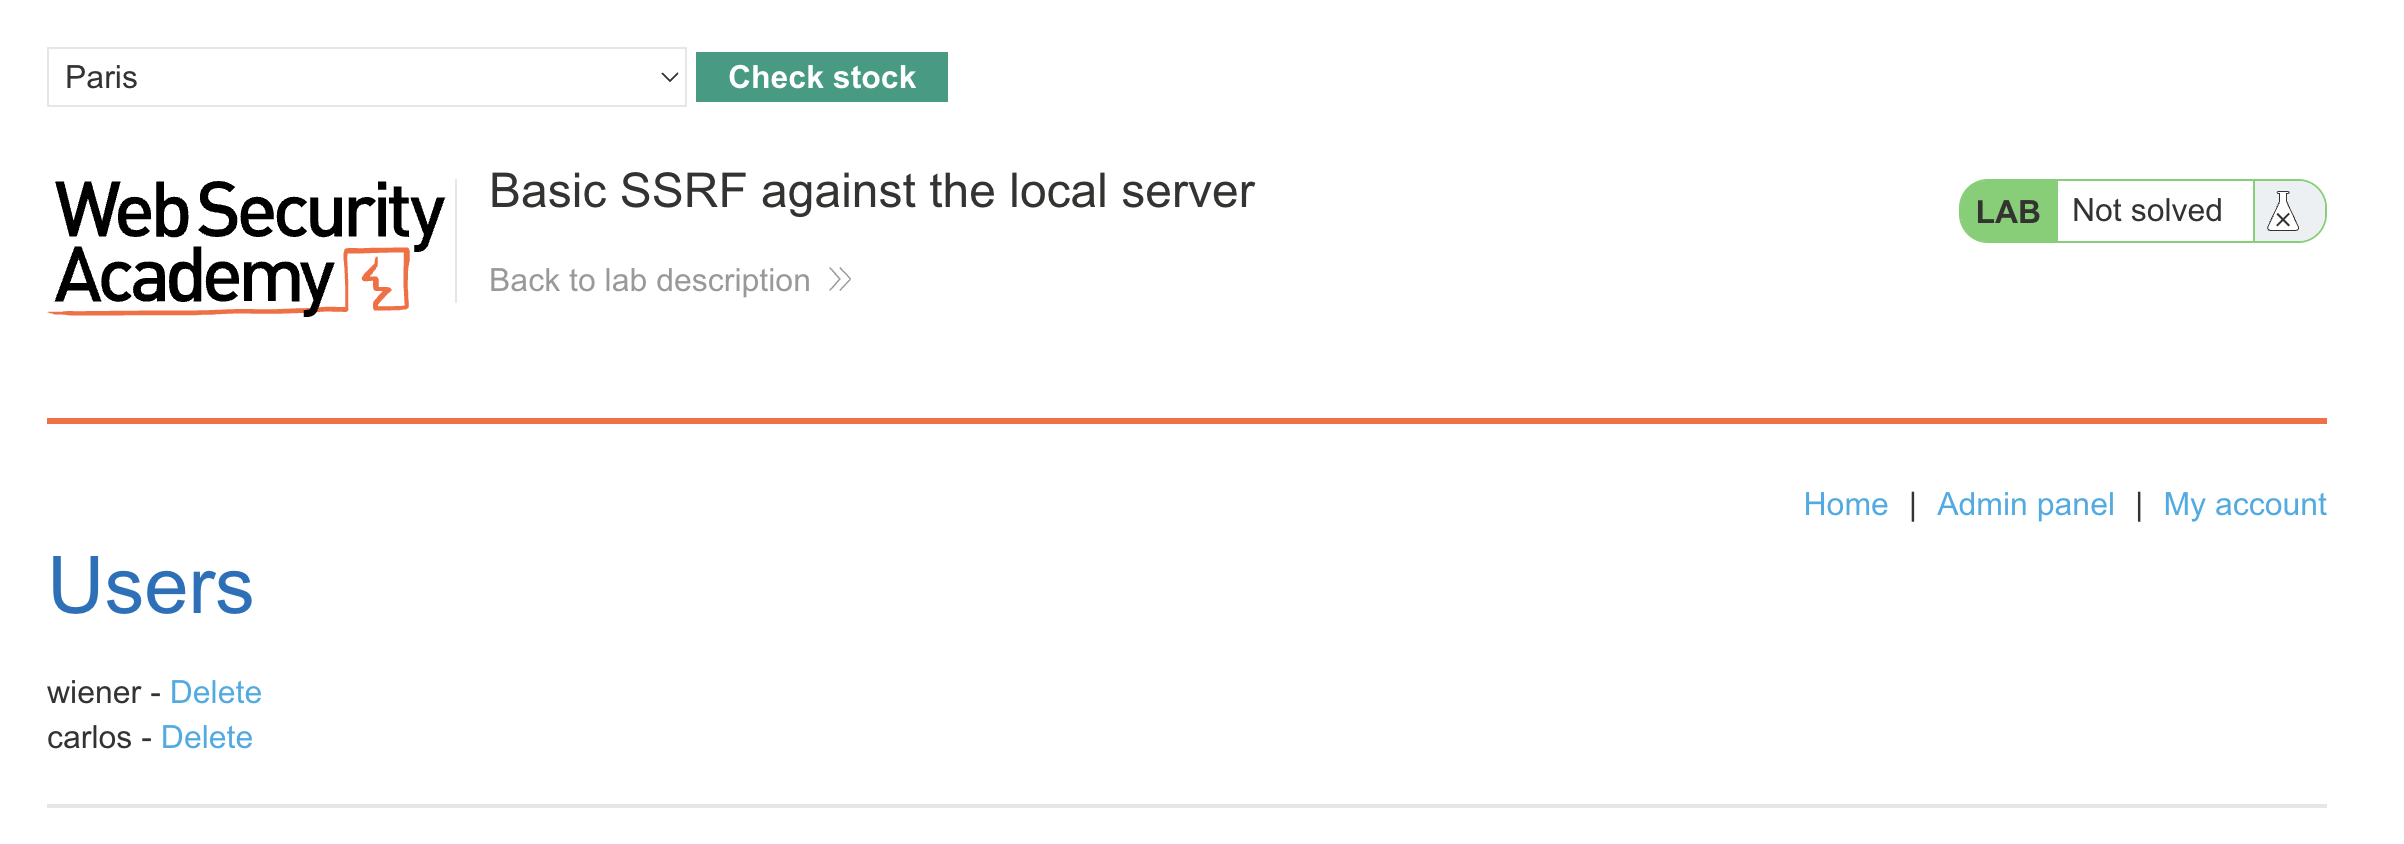 Paris
Check stock
Web Security
Academy
Basic SSRF against the local server
Back to lab description
LAB Not solved
Home | Admin panel | My account
Users
wiener - Delete
carlos - Delete